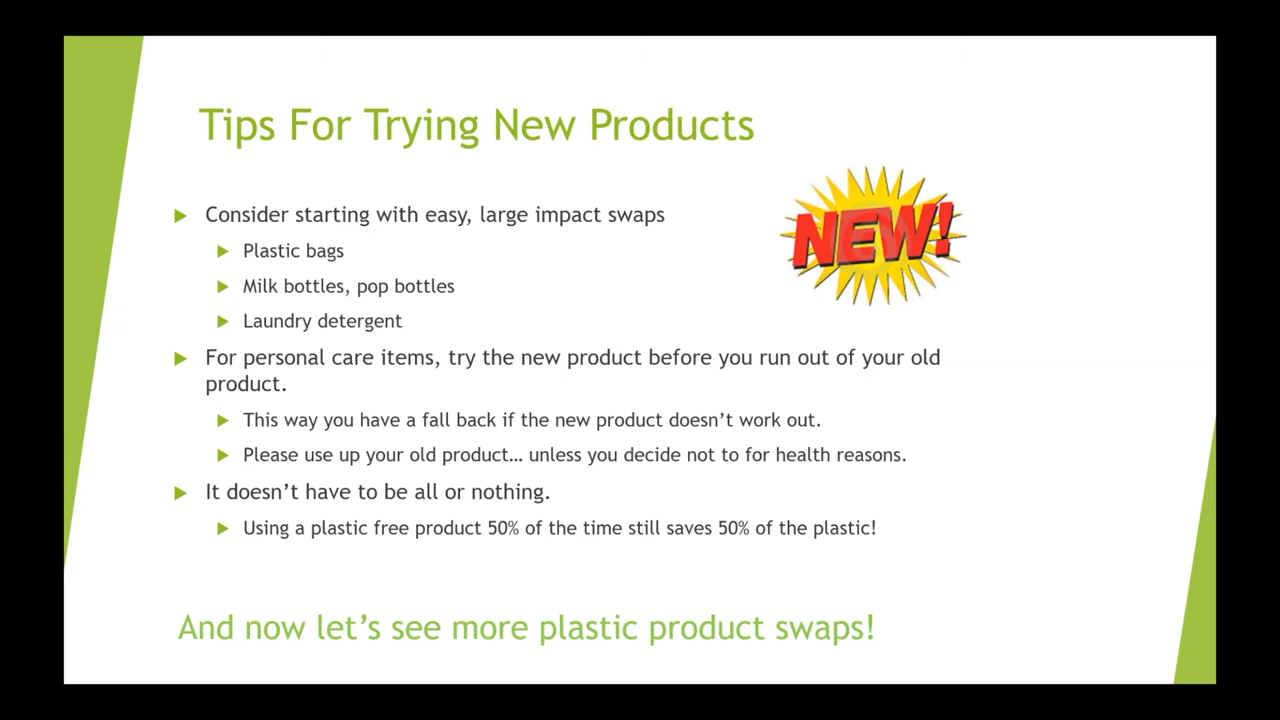 Tips For Trying New Products
NEW!
Consider starting with easy, large impact swaps
Plastic bags
Milk bottles, pop bottles
Laundry detergent
For personal care items, try the new product before you run out of your old
product.
This way you have a fall back if the new product doesn’t work out.
Please use up your old product… unless you decide not to for health reasons.
It doesn’t have to be all or nothing.
Using a plastic free product 50% of the time still saves 50% of the plastic!
And now let’s see more plastic product swaps!